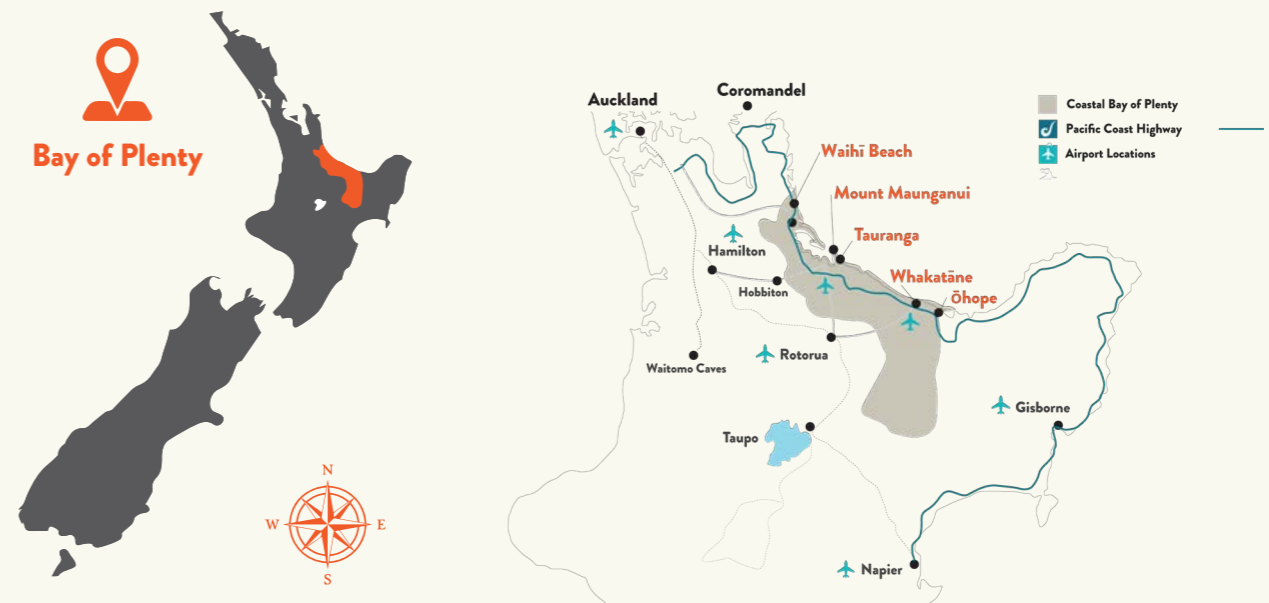 Bay of Plenty
N
W
E
S
Auckland
Coromandel
Waihī Beach
Mount Maunganui
Tauranga
Whakatāne
Ōhope
Hamilton
Hobbiton
Rotorua
Waitomo Caves
Taupo
Gisborne
Napier
Coastal Bay of Plenty
Pacific Coast Highway
Airport Locations